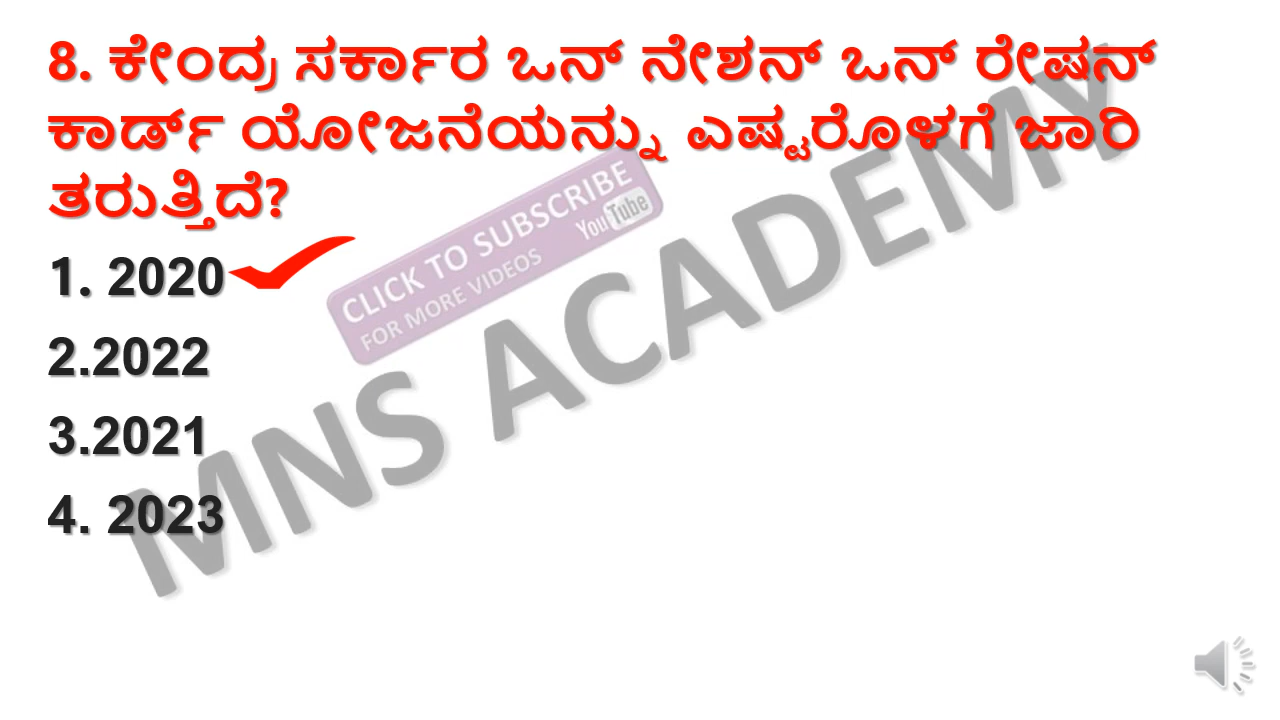 8. ಕೇಂದ್ರ ಸರ್ಕಾರ ಒನ್ ನೇಶನ್ ಒನ್ ರೇಷನ್
ಕಾರ್ಡ್ ಯೋಜನೆಯನ್ನು ಎಷ್ಟರೊಳಗೆ ಜಾರಿ
ತರುತ್ತಿದೆ?
1. 2020
2.2022
3.2021
4. 2023
CLICK TO SUBSCRIBE
FOR MORE VIDEOS
YouTube
MNS ACADEMY